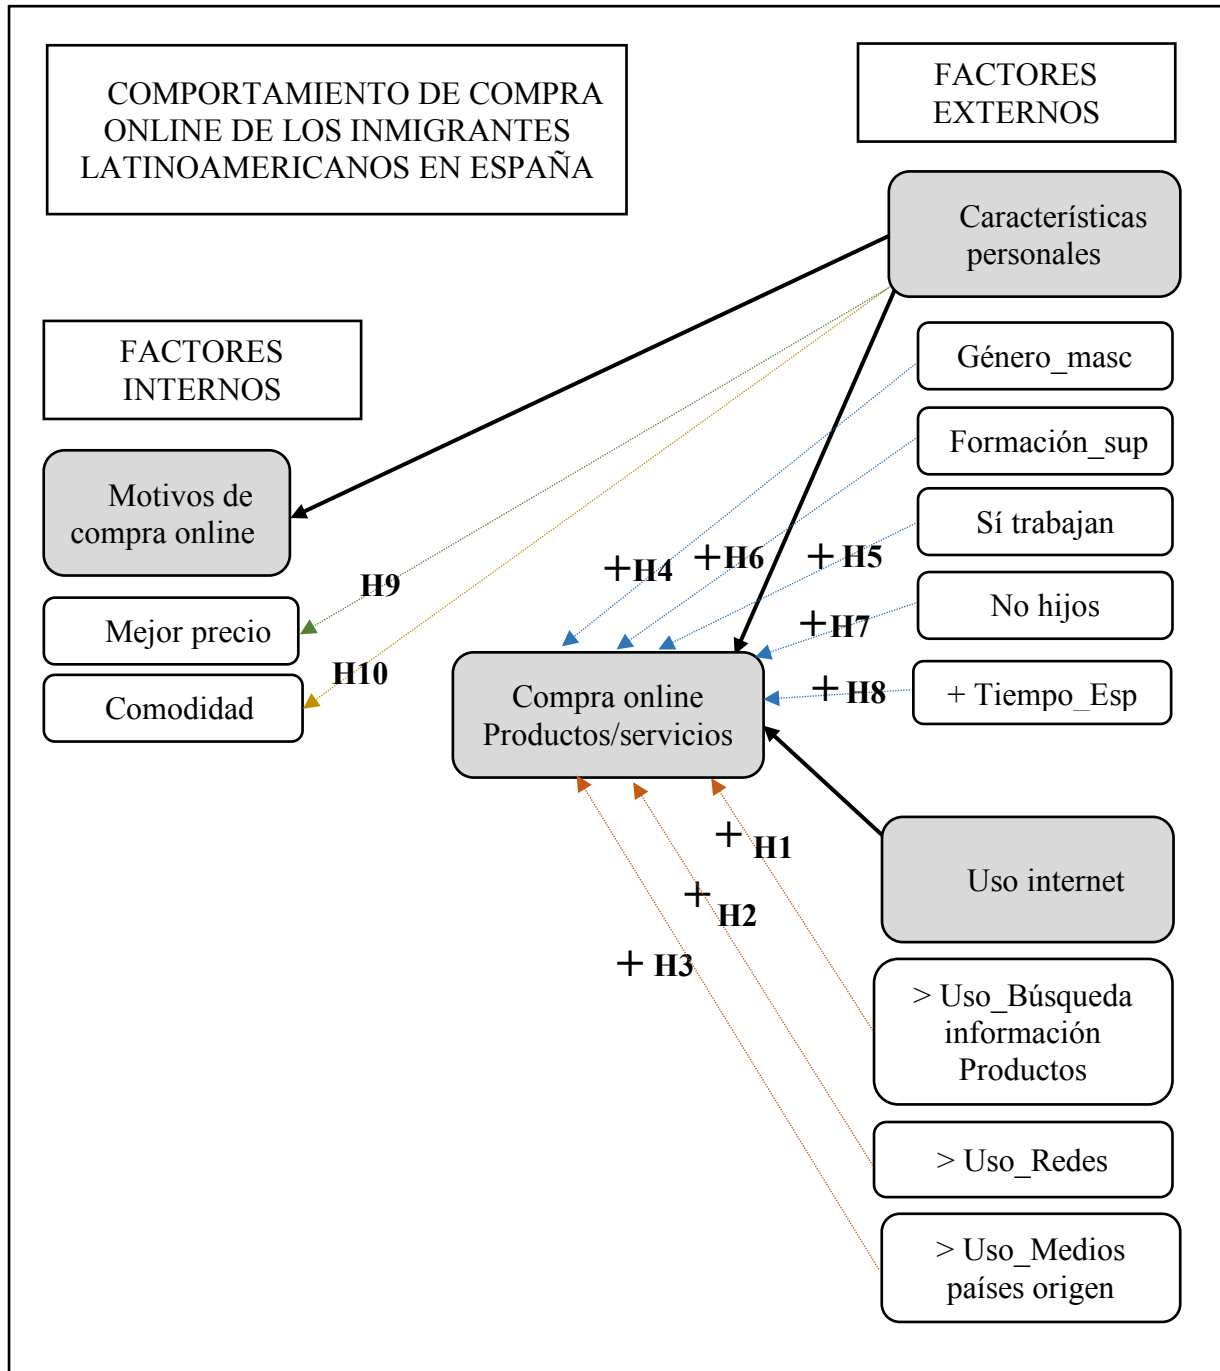 COMPORTAMIENTO DE COMPRA
ONLINE DE LOS INMIGRANTES
LATINOAMERICANOS EN ESPAÑA
FACTORES
EXTERNOS
Características
personales
FACTORES
INTERNOS
Motivos de
compra online
Mejor precio
Comodidad
Género_masc
Formación_sup
Sí trabajan
No hijos
+ Tiempo_Esp
H9
H10
+H4
+H6
+ H5
+H7
+ H8
Compra online
Productos/servicios
+ H1
+ H2
+ H3
Uso internet
> Uso_Búsqueda
información
Productos
> Uso_Redes
> Uso_Medios
países origen